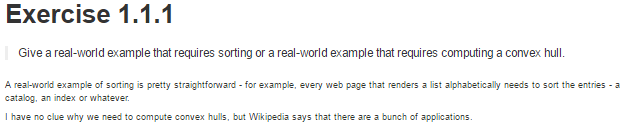 Exercise 1.1.1
Give a real-world example that requires sorting or a real-world example that requires computing a convex hull.
A real-world example of sorting is pretty straightforward - for example, every web page that renders a list alphabetically needs to sort the entries - a
catalog, an index or whatever.
I have no clue why we need to compute convex hulls, but Wikipedia says that there are a bunch of applications.